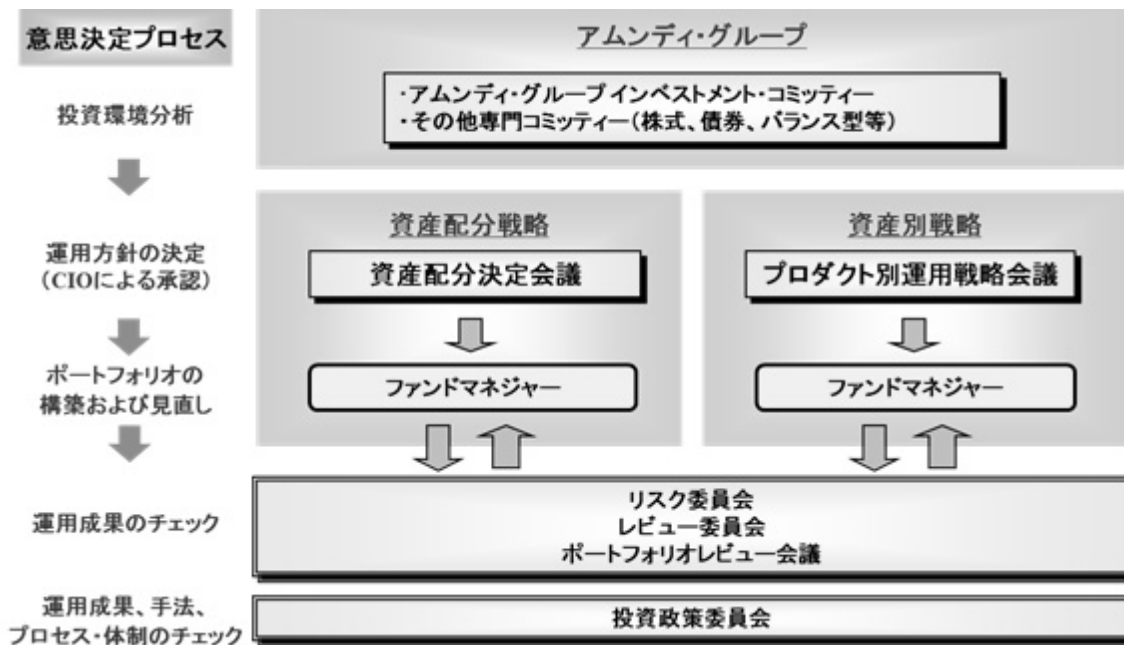 意思決定プロセス
アムンディ・グループ
投資環境分析
・アムンディ・グループ インベストメント・コミッティー
・その他専門コミッティー(株式、債券、バランス型等)
運用方針の決定
(CIOによる承認)
資産配分戦略
資産配分決定会議
資産別戦略
プロダクト別運用戦略会議
ポートフォリオの
構築および見直し
ファンドマネジャー
ファンドマネジャー
運用成果のチェック
リスク委員会
レビュー委員会
ポートフォリオレビュー会議
運用成果、手法、
プロセス・体制のチェック
投資政策委員会